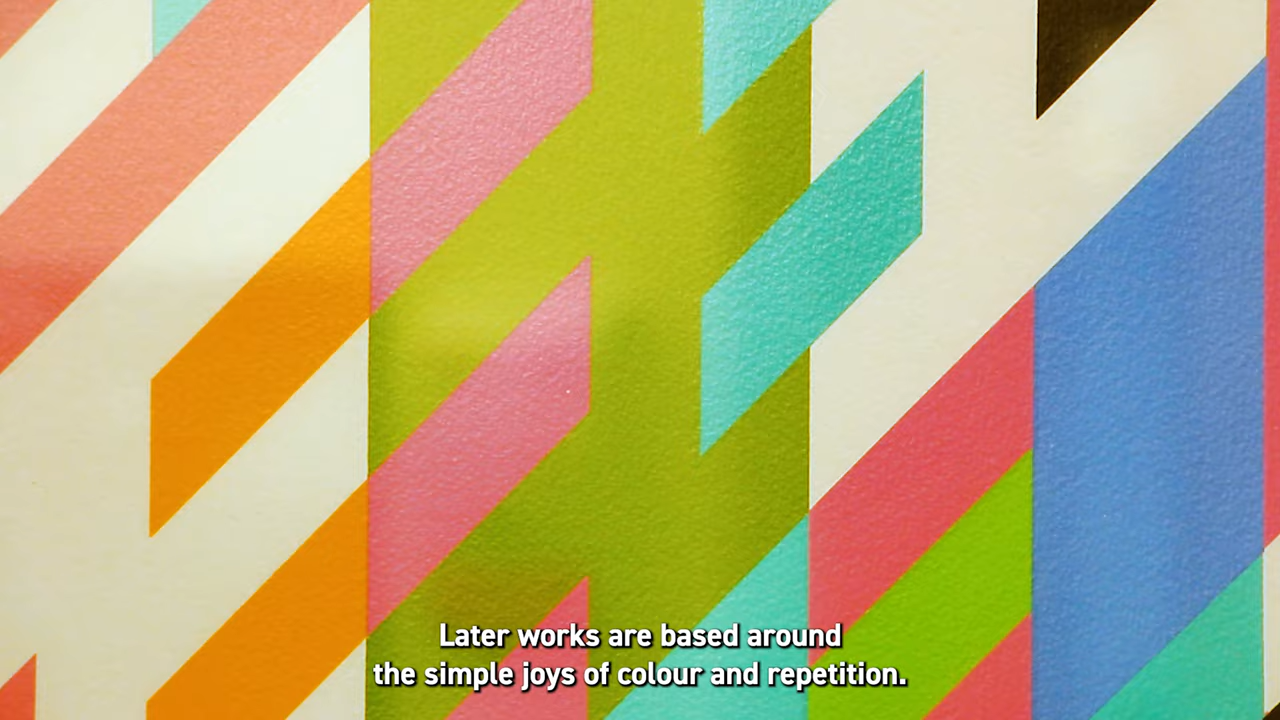 Later works are based around
the simple joys of colour and repetition.